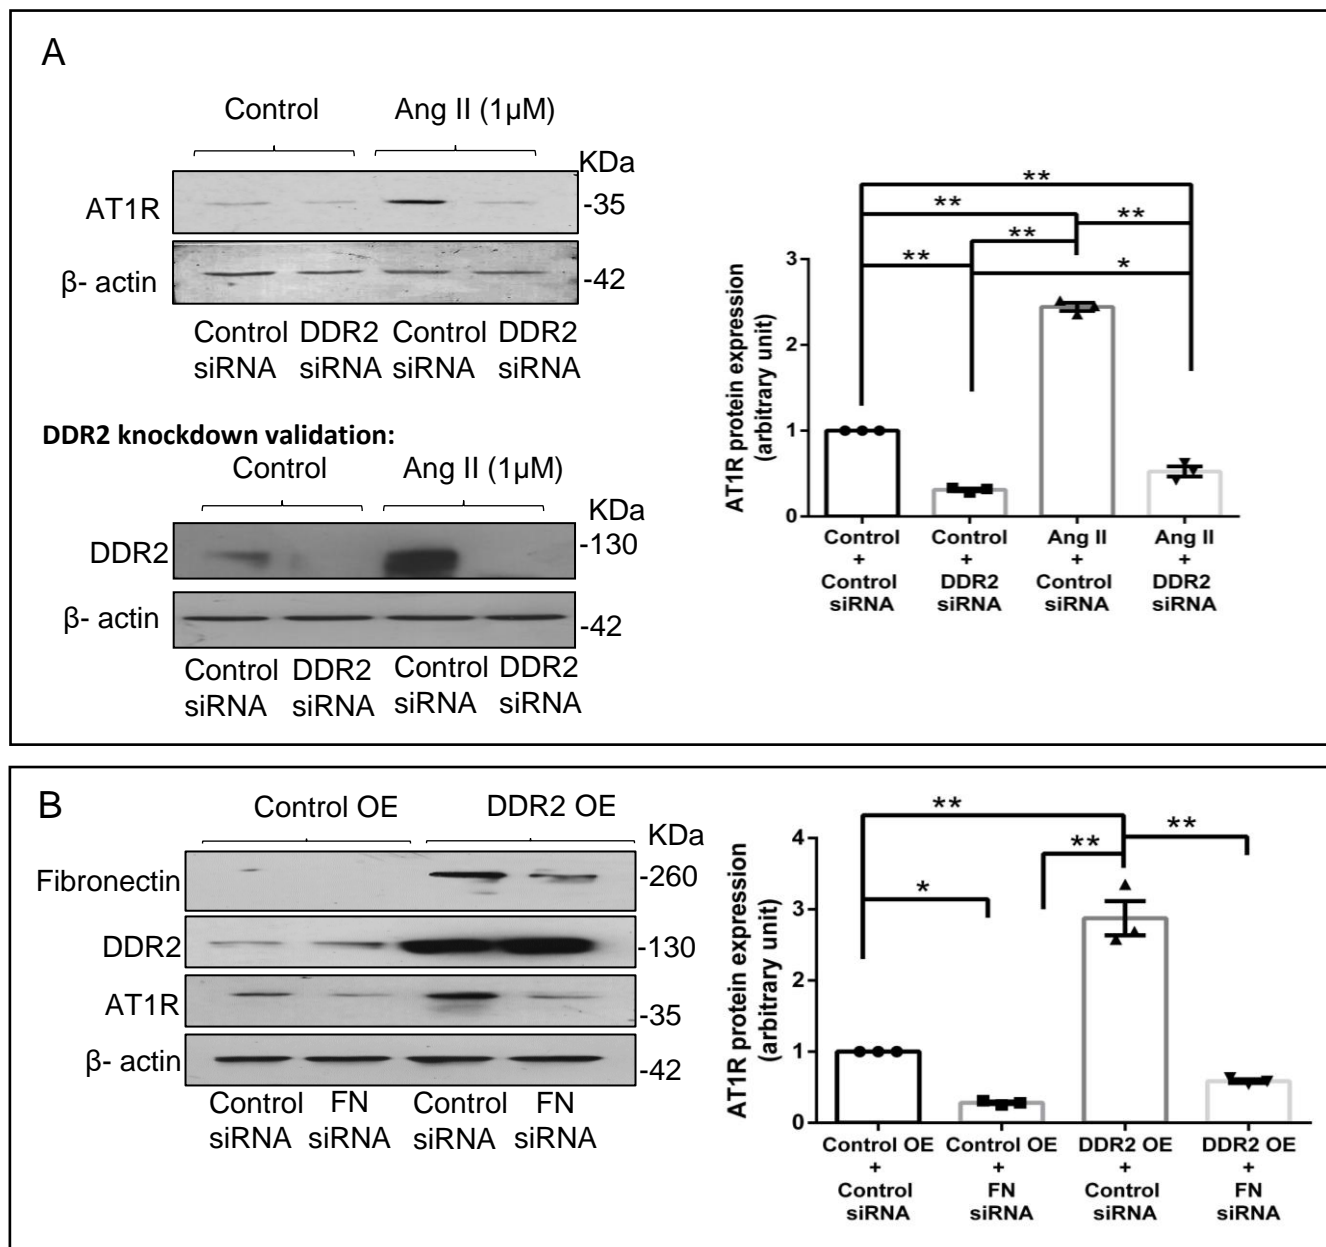 A
Control
Ang II (1µM)
KDa
AT1R
-35
β- actin
-42
Control DDR2 Control DDR2
siRNA siRNA siRNA siRNA
DDR2 knockdown validation:
Control
Ang II (1µM)
KDa
DDR2
-130
β- actin
-42
Control DDR2 Control DDR2
siRNA siRNA siRNA siRNA
**
**
**
**
**
*
AT1R protein expression
(arbitrary unit)
3
2
1
0
Control Control Ang II Ang II
+ + + +
Control DDR2 Control DDR2
siRNA siRNA siRNA siRNA
B
Control OE
DDR2 OE
KDa
Fibronectin
-260
DDR2
-130
AT1R
-35
β- actin
-42
Control FN Control FN
siRNA siRNA siRNA siRNA
**
**
**
*
AT1R protein expression
(arbitrary unit)
4
3
2
1
0
Control OE Control OE DDR2 OE DDR2 OE
+ + + +
Control FN Control FN
siRNA siRNA siRNA siRNA